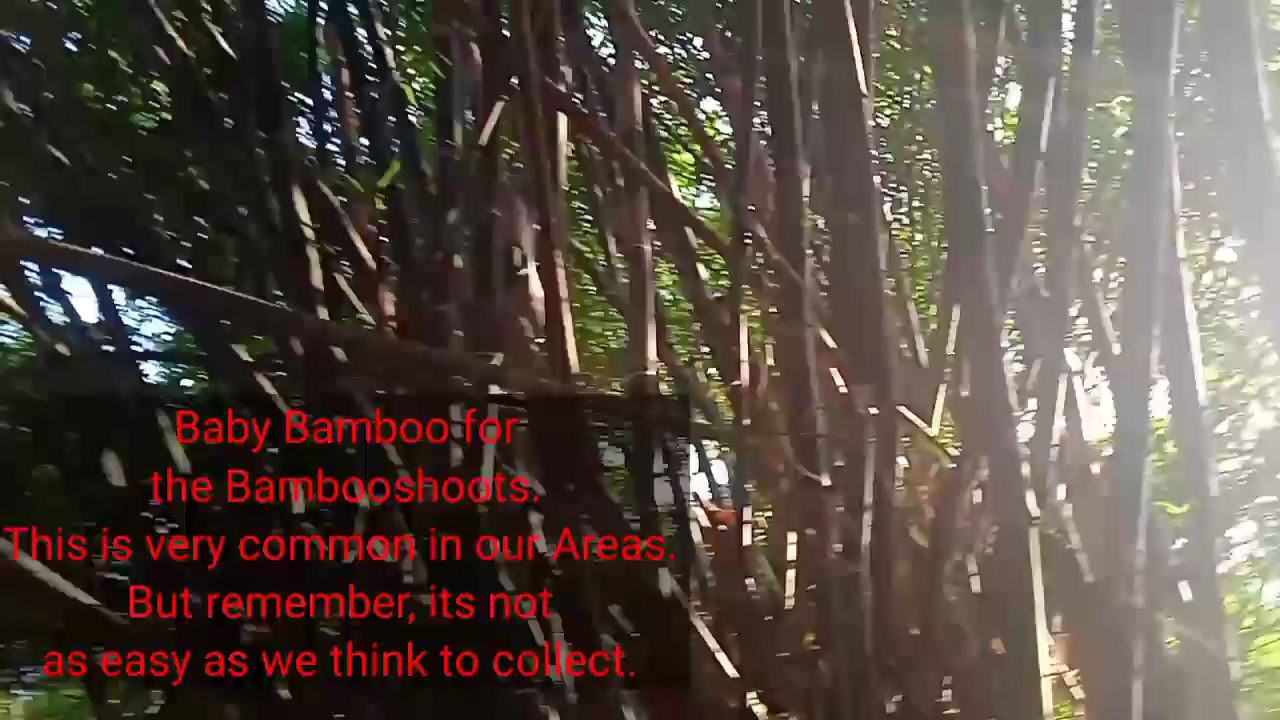 Baby Bamboo for
the Bambooshoots.
This is very common in our Areas.
But remember, its not
as easy as we think to collect.